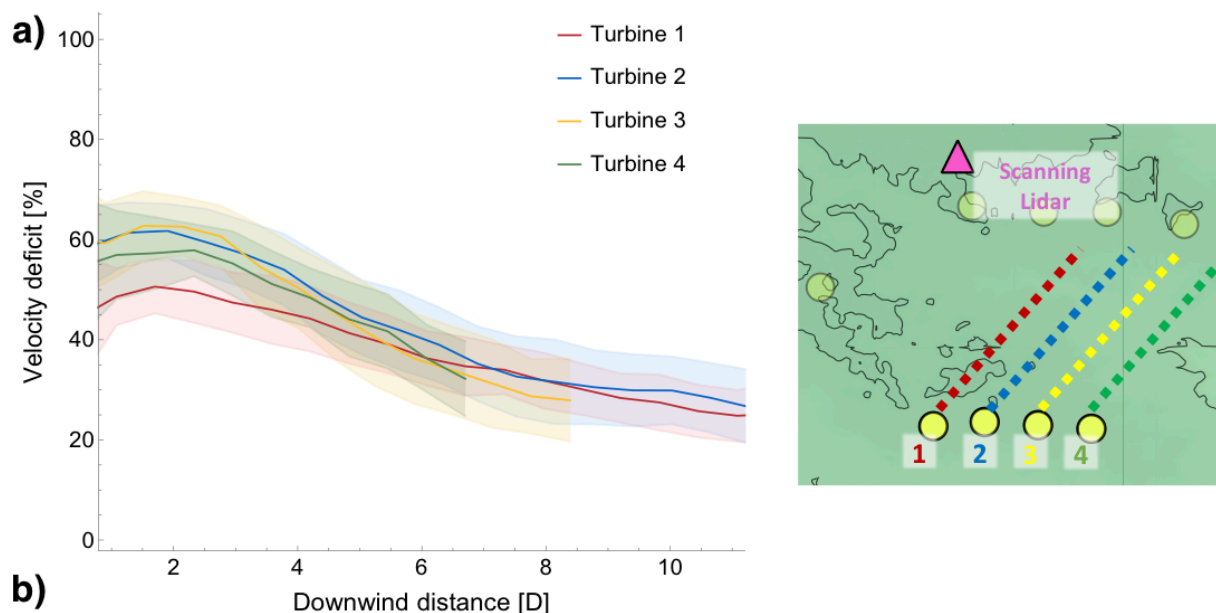 a)
100
80
60
40
20
0
Velocity deficit [%]
2 4 6 8 10
Downwind distance [D]
Turbine 1
Turbine 2
Turbine 3
Turbine 4
Scanning
Lidar
1 2 3 4
b)